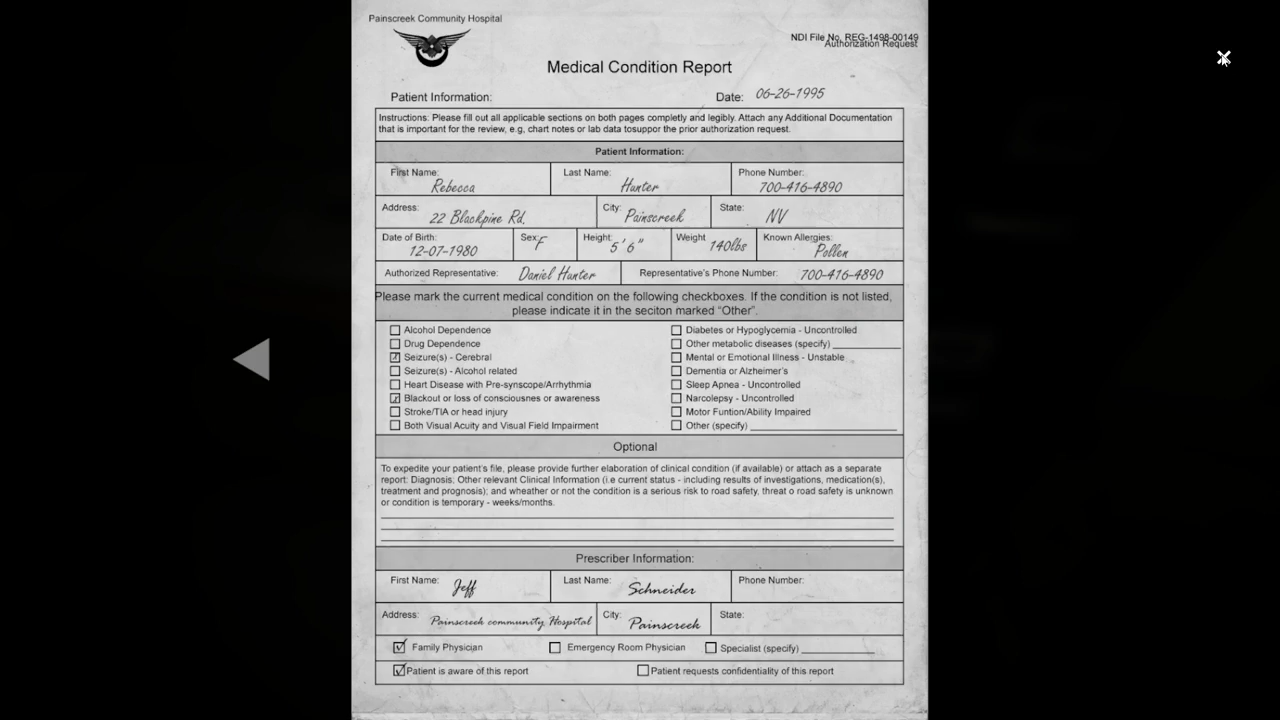 Painscreek Community Hospital
NDI File No. REG-1498-00149
Authorization Request
Medical Condition Report
Patient Information:
Date: 06-26-1995
Instructions: Please fill out all applicable sections on both pages completly and legibly. Attach any Additional Documentation
that is important for the review, e.g, chart notes or lab data tosuppor the prior authorization request.
Patient Information:
First Name: Rebecca
Last Name: Hunter
Phone Number: 700-416-4890
Address: 22 Blackpine Rd.
City: Painscreek
State: NV
Date of Birth: 12-07-1980
Sex: F
Height: 5'6"
Weight 140lbs
Known Allergies: Pollen
Authorized Representative: Daniel Hunter
Representative's Phone Number: 700-416-4890
Please mark the current medical condition on the following checkboxes. If the condition is not listed,
please indicate it in the seciton marked "Other".
Alcohol Dependence
Drug Dependence
Seizure(s) - Cerebral
Seizure(s) - Alcohol related
Heart Disease with Pre-synscope/Arrhythmia
Blackout or loss of consciousnes or awareness
Stroke/TIA or head injury
Both Visual Acuity and Visual Field Impairment
Diabetes or Hypoglycemia - Uncontrolled
Other metabolic diseases (specify)
Mental or Emotional Illness - Unstable
Dementia or Alzheimer's
Sleep Apnea - Uncontrolled
Narcolepsy - Uncontrolled
Motor Funtion/Ability Impaired
Other (specify)
Optional
To expedite your patient's file, please provide further elaboration of clinical condition (if available) or attach as a separate
report: Diagnosis; Other relevant Clinical Information (i.e current status - including results of investigations, medication(s),
treatment and prognosis); and wheather or not the condition is a serious risk to road safety, threat o road safety is unknown
or condition is temporary - weeks/months.
Prescriber Information:
First Name: Jeff
Last Name: Schneider
Phone Number:
Address: Painscreek community Hospital
City: Painscreek
State:
Family Physician
Emergency Room Physician
Specialist (specify)
Patient is aware of this report
Patient requests confidentiality of this report